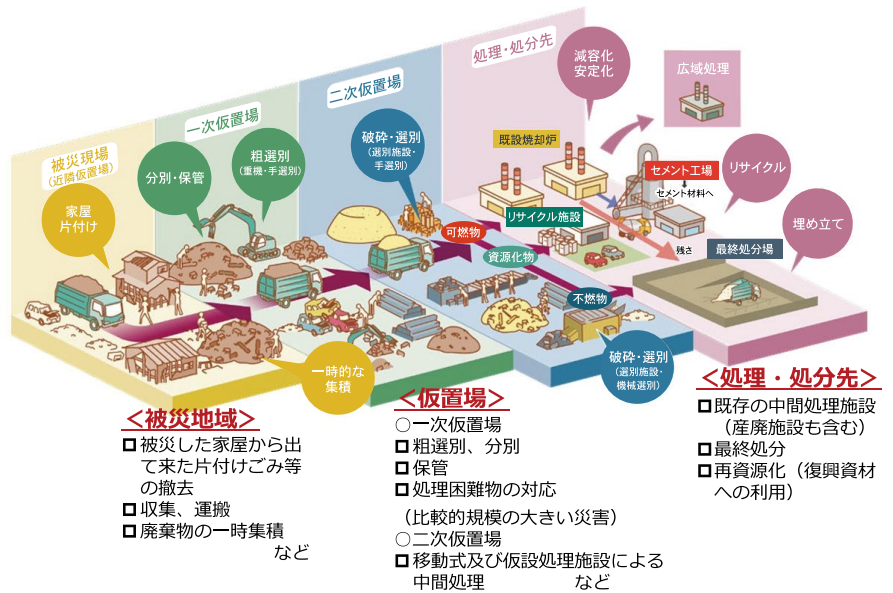 被災現場
(近隣仮置場)
家屋
片付け
一時的な
集積
一次仮置場
分別・保管
粗選別
(重機・手選別)
二次仮置場
破砕・選別
(選別施設・
手選別)
可燃物
資源化物
不燃物
破砕・選別
(選別施設・
機械選別)
処理・処分先
減容化
安定化
広域処理
既設焼却炉
セメント工場
セメント材料へ
リサイクル
リサイクル施設
残さ
最終処分場
埋め立て
<被災地域>
被災した家屋から出
て来た片付けごみ等
の撤去
収集、運搬
廃棄物の一時集積
など
<仮置場>
○一次仮置場
粗選別、分別
保管
処理困難物の対応
(比較的規模の大きい災害)
○二次仮置場
移動式及び仮設処理施設による
中間処理 など
<処理・処分先>
既存の中間処理施設
(産廃施設も含む)
最終処分
再資源化(復興資材
への利用)